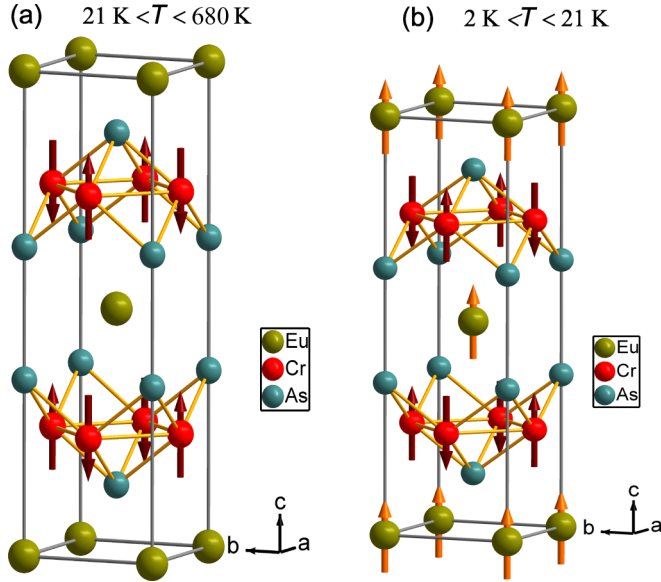 (a) 21 K < T < 680 K
(b) 2 K < T < 21 K
Eu
Cr
As
Eu
Cr
As
c
b
a
c
b
a